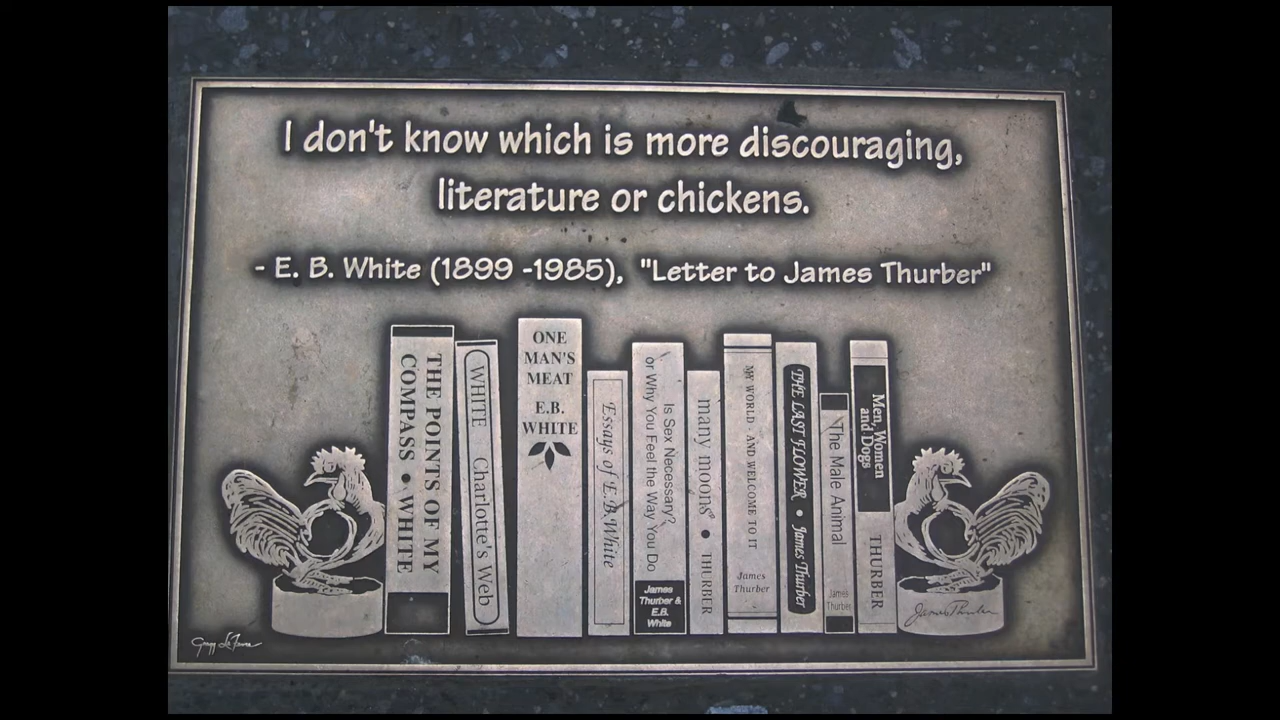 I don't know which is more discouraging,
literature or chickens.
- E. B. White (1899 -1985), "Letter to James Thurber"
THE POINTS OF MY
COMPASS • WHITE
WHITE Charlotte's Web
ONE
MAN'S
MEAT
E.B.
WHITE
Essays of E.B.White
Is Sex Necessary?
or Why You Feel the Way You Do
James
Thurber &
E.B.
White
many moons • THURBER
MY WORLD - AND WELCOME TO IT
James
Thurber
THE LAST FLOWER • James Thurber
The Male Animal
James
Thurber
Men, Women
and Dogs
THURBER
James Thurber